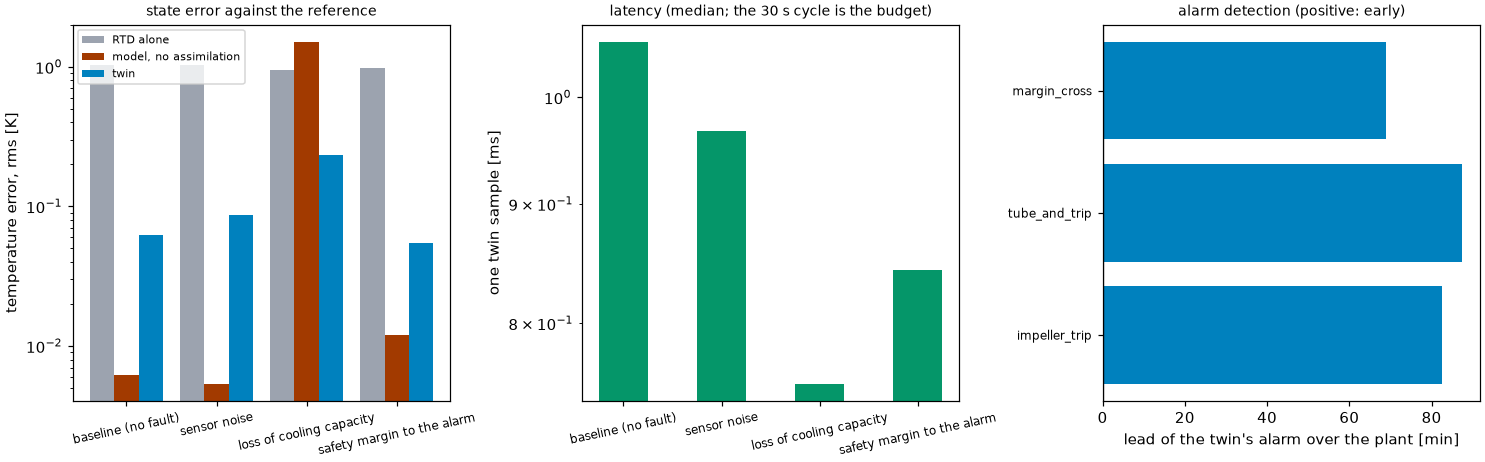 state error against the reference
RTD alone
model, no assimilation
twin
temperature error, rms [K]
10⁰
10⁻¹
10⁻²
baseline (no fault)
sensor noise
loss of cooling capacity
safety margin to the alarm
latency (median; the 30 s cycle is the budget)
one twin sample [ms]
10⁰
9 × 10⁻¹
8 × 10⁻¹
baseline (no fault)
sensor noise
loss of cooling capacity
safety margin to the alarm
alarm detection (positive: early)
margin_cross
tube_and_trip
impeller_trip
0 20 40 60 80
lead of the twin's alarm over the plant [min]